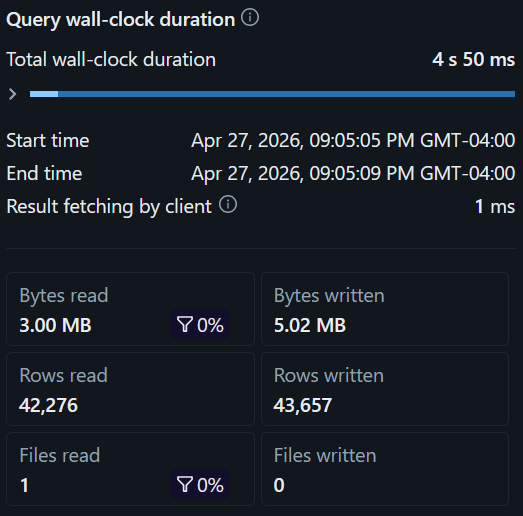 Query wall-clock duration
Total wall-clock duration 4 s 50 ms
Start time Apr 27, 2026, 09:05:05 PM GMT-04:00
End time Apr 27, 2026, 09:05:09 PM GMT-04:00
Result fetching by client 1 ms
Bytes read
3.00 MB 0%
Bytes written
5.02 MB
Rows read
42,276
Rows written
43,657
Files read
1 0%
Files written
0